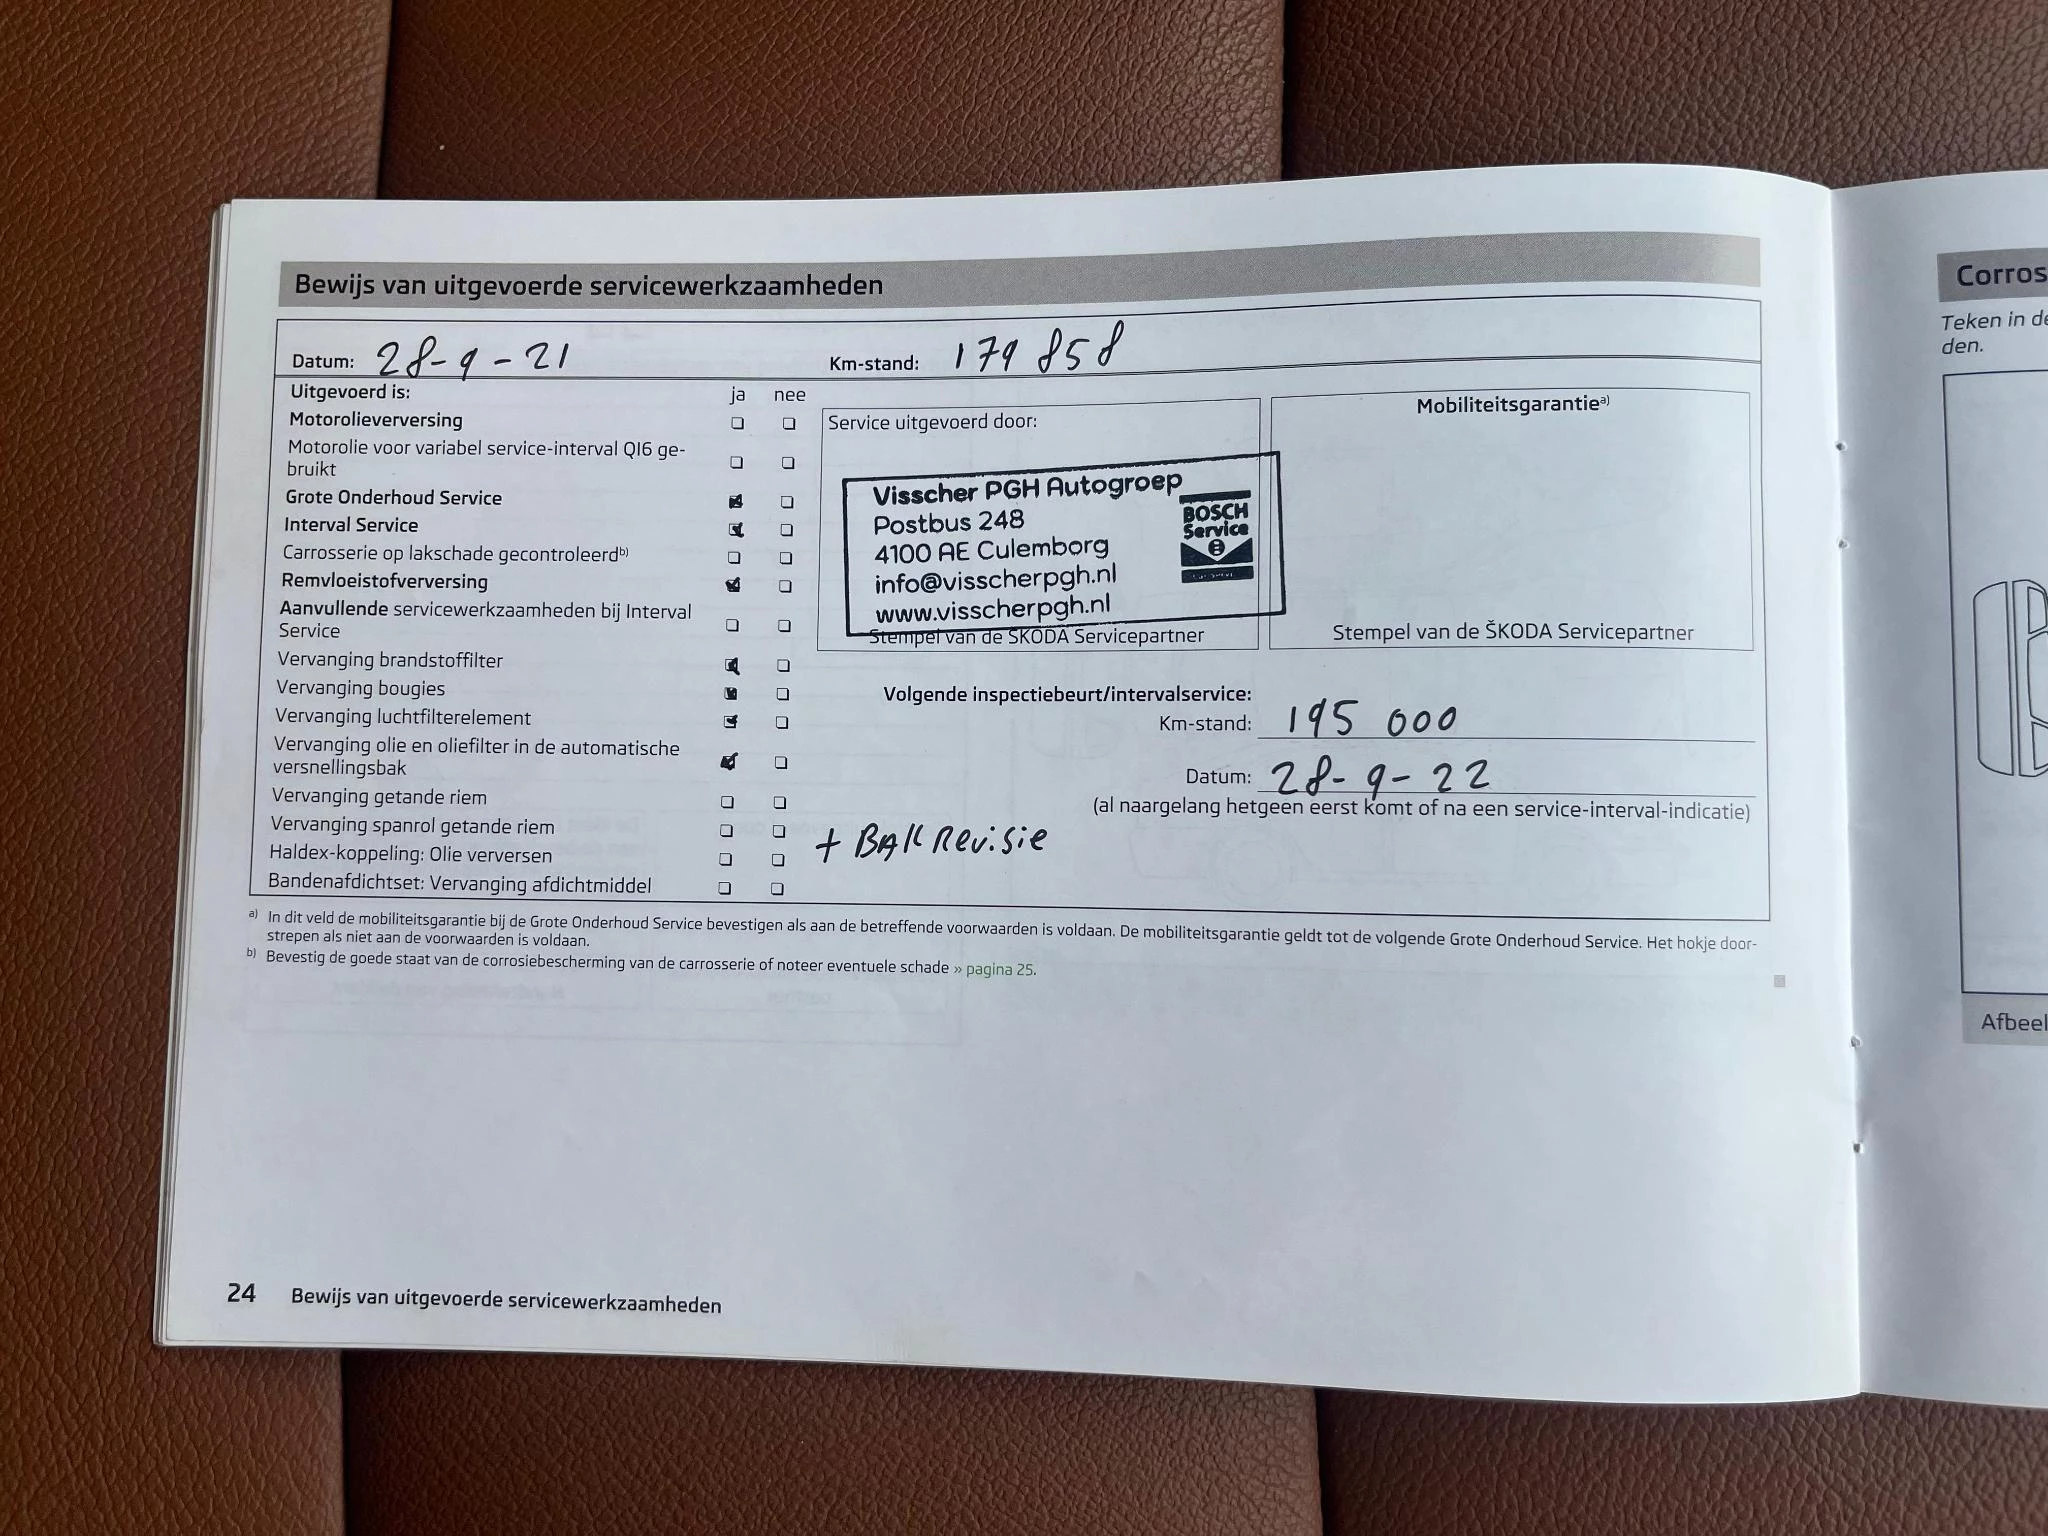 Bewijs van uitgevoerde servicewerkzaamheden
Datum: 28-9-21
Km-stand: 179 858
Uitgevoerd is: ja nee
Motorolieverversing
Motorolie voor variabel service-interval QI6 ge-
bruikt
Grote Onderhoud Service
Interval Service
Carrosserie op lakschade gecontroleerd b)
Remvloeistofverversing
Aanvullende servicewerkzaamheden bij Interval
Service
Vervanging brandstoffilter
Vervanging bougies
Vervanging luchtfilterelement
Vervanging olie en oliefilter in de automatische
versnellingsbak
Vervanging getande riem
Vervanging spanrol getande riem
Haldex-koppeling: Olie verversen
Bandenafdichtset: Vervanging afdichtmiddel
Service uitgevoerd door:
Visscher PGH Autogroep
Postbus 248
4100 AE Culemborg
info@visscherpgh.nl
www.visscherpgh.nl
BOSCH
Service
Stempel van de ŠKODA Servicepartner
Mobiliteitsgarantie a)
Stempel van de ŠKODA Servicepartner
Volgende inspectiebeurt/intervalservice:
Km-stand: 195 000
Datum: 28-9-22
(al naargelang hetgeen eerst komt of na een service-interval-indicatie)
+ BAK Revisie
a) In dit veld de mobiliteitsgarantie bij de Grote Onderhoud Service bevestigen als aan de betreffende voorwaarden is voldaan. De mobiliteitsgarantie geldt tot de volgende Grote Onderhoud Service. Het hokje door-
strepen als niet aan de voorwaarden is voldaan.
b) Bevestig de goede staat van de corrosiebescherming van de carrosserie of noteer eventuele schade » pagina 25.
24 Bewijs van uitgevoerde servicewerkzaamheden
Corros
Teken in de
den.
Afbeel